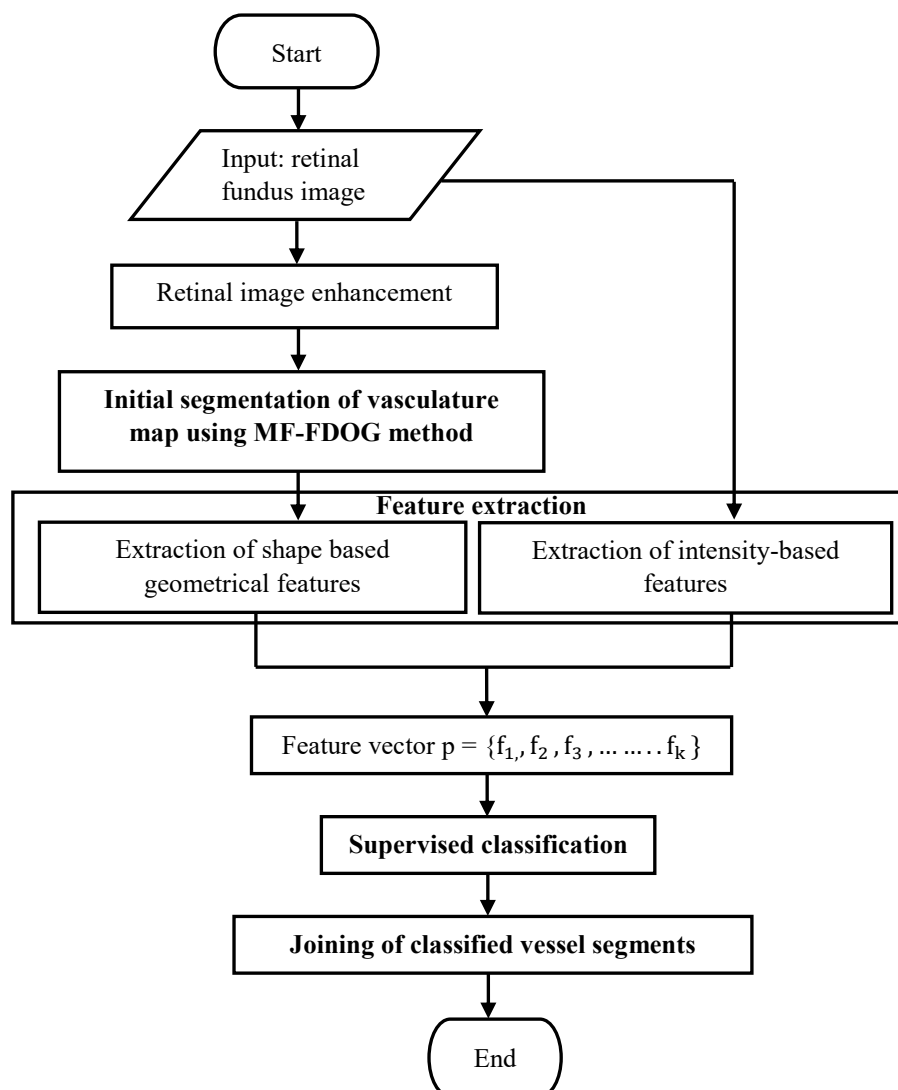 Start
Input: retinal
fundus image
Retinal image enhancement
Initial segmentation of vasculature
map using MF-FDOG method
Feature extraction
Extraction of shape based
geometrical features
Extraction of intensity-based
features
Feature vector p = {f₁,, f₂ , f₃ , … … . . fₖ }
Supervised classification
Joining of classified vessel segments
End